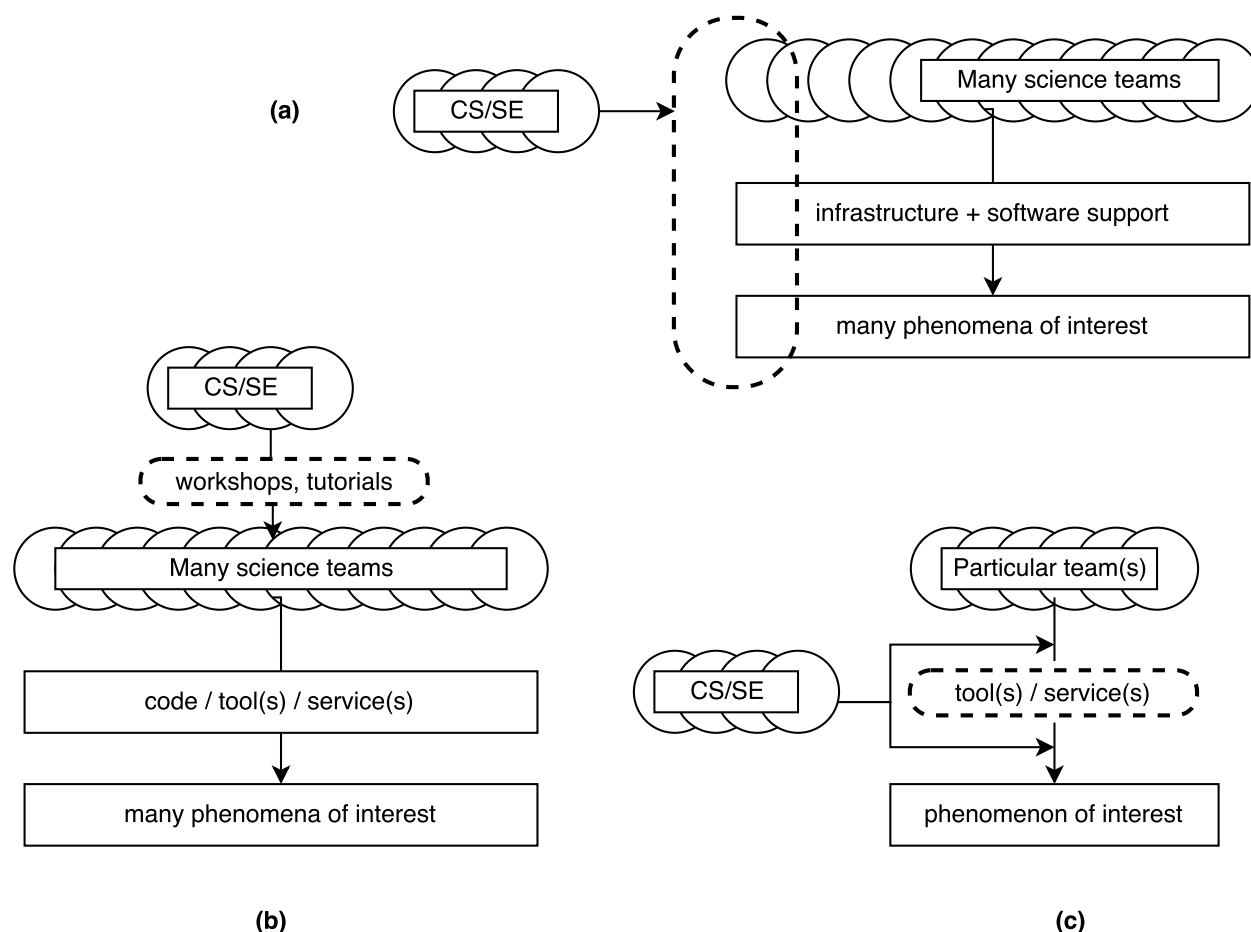 (a)
CS/SE
Many science teams
infrastructure + software support
many phenomena of interest
CS/SE
workshops, tutorials
Many science teams
code / tool(s) / service(s)
many phenomena of interest
(b)
Particular team(s)
CS/SE
tool(s) / service(s)
phenomenon of interest
(c)